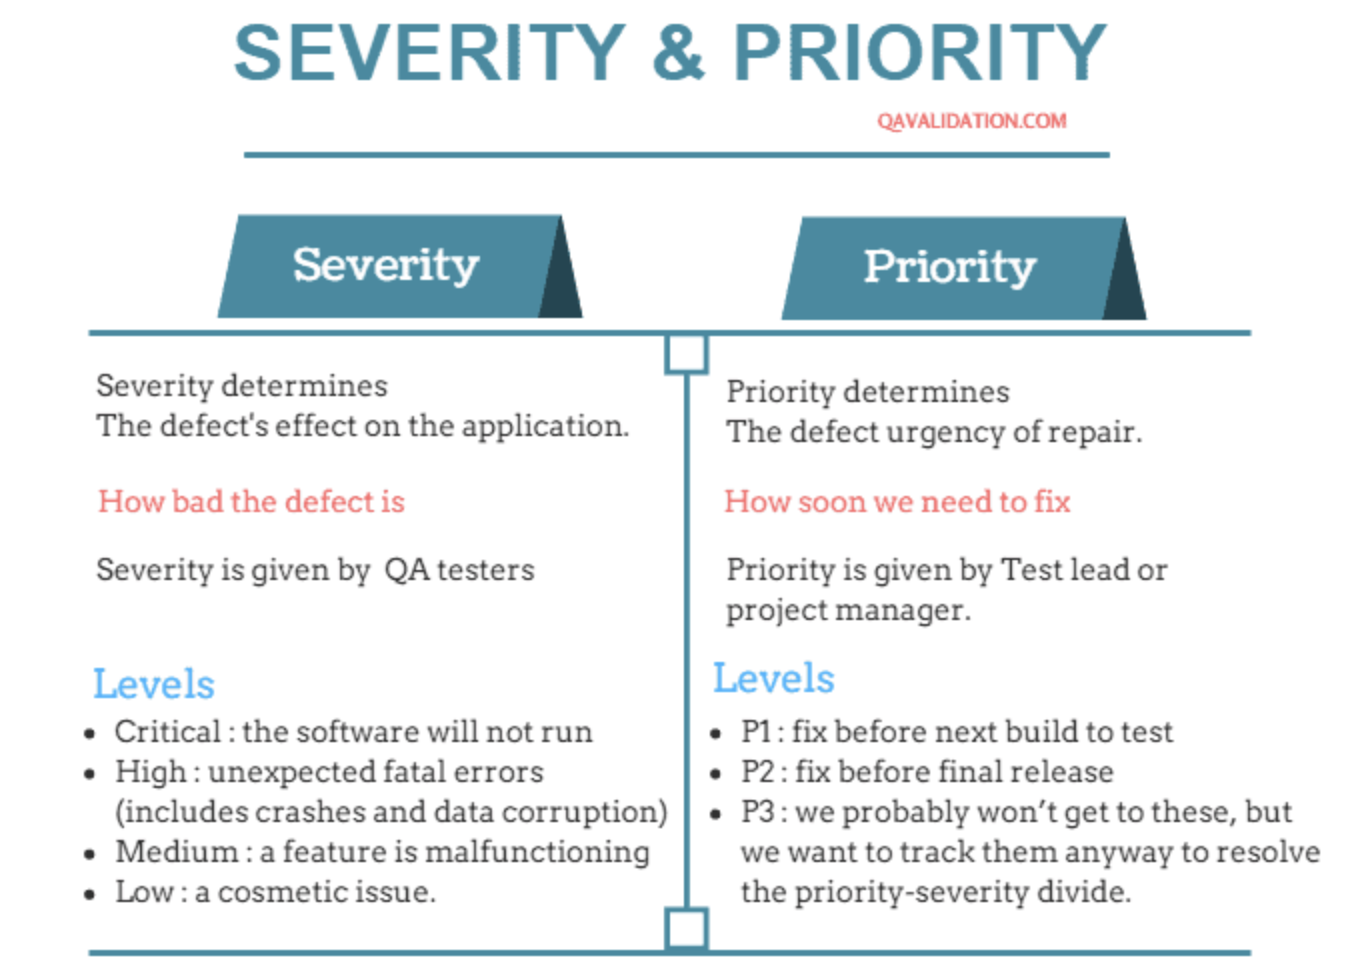 SEVERITY & PRIORITY
QAVALIDATION.COM
Severity
Severity determines
The defect's effect on the application.
How bad the defect is
Severity is given by  QA testers
Levels
• Critical : the software will not run
• High : unexpected fatal errors
(includes crashes and data corruption)
• Medium : a feature is malfunctioning
• Low : a cosmetic issue.
Priority
Priority determines
The defect urgency of repair.
How soon we need to fix
Priority is given by Test lead or
project manager.
Levels
• P1 : fix before next build to test
• P2 : fix before final release
• P3 : we probably won’t get to these, but
we want to track them anyway to resolve
the priority-severity divide.